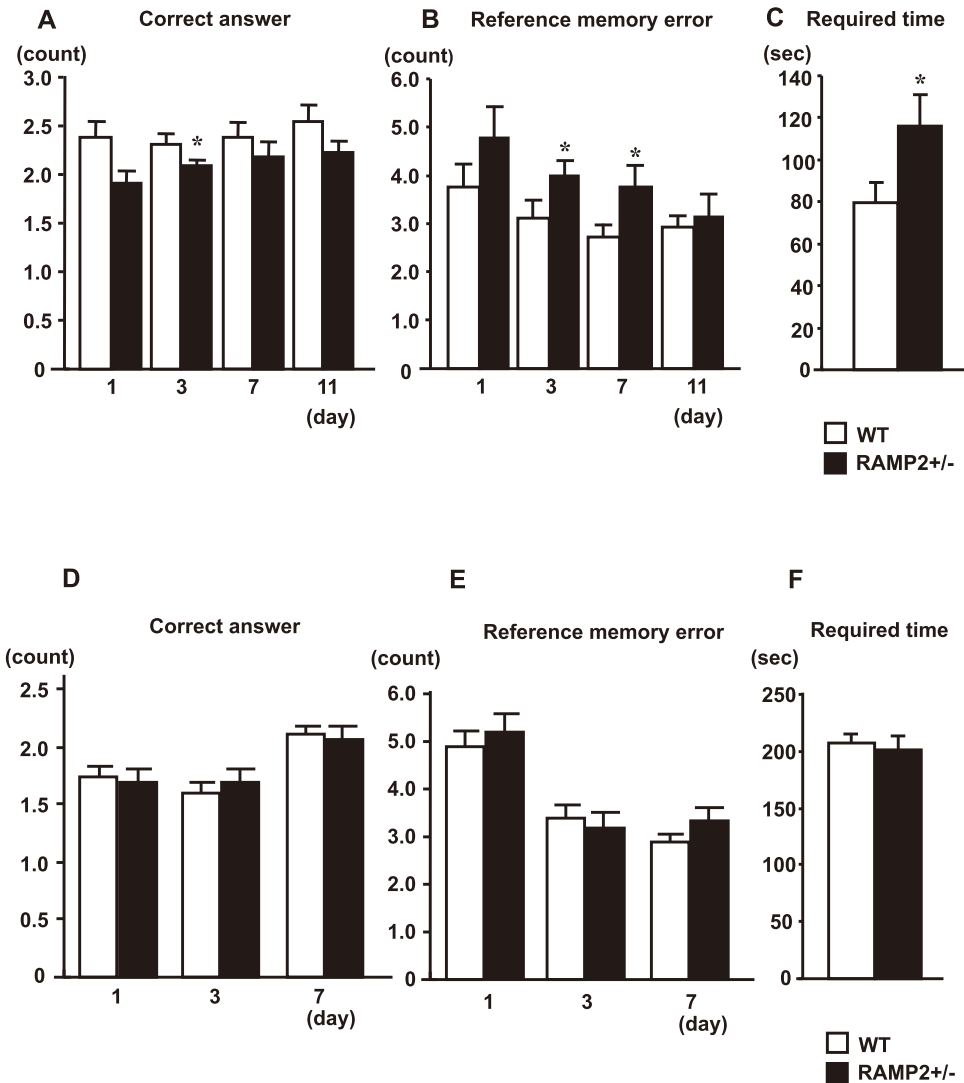 A Correct answer
(count)
3.0
2.5
2.0
1.5
1.0
0.5
0
*
1 3 7 11
(day)
B Reference memory error
(count)
6.0
5.0
4.0
3.0
2.0
1.0
0
* *
1 3 7 11
(day)
C Required time
(sec)
140
120
100
80
60
40
20
0
*
WT
RAMP2+/-
D
Correct answer
(count)
2.5
2.0
1.5
1.0
0.5
0
1 3 7
(day)
E
Reference memory error
(count)
6.0
5.0
4.0
3.0
2.0
1.0
0
1 3 7
(day)
F
Required time
(sec)
250
200
150
100
50
0
WT
RAMP2+/-